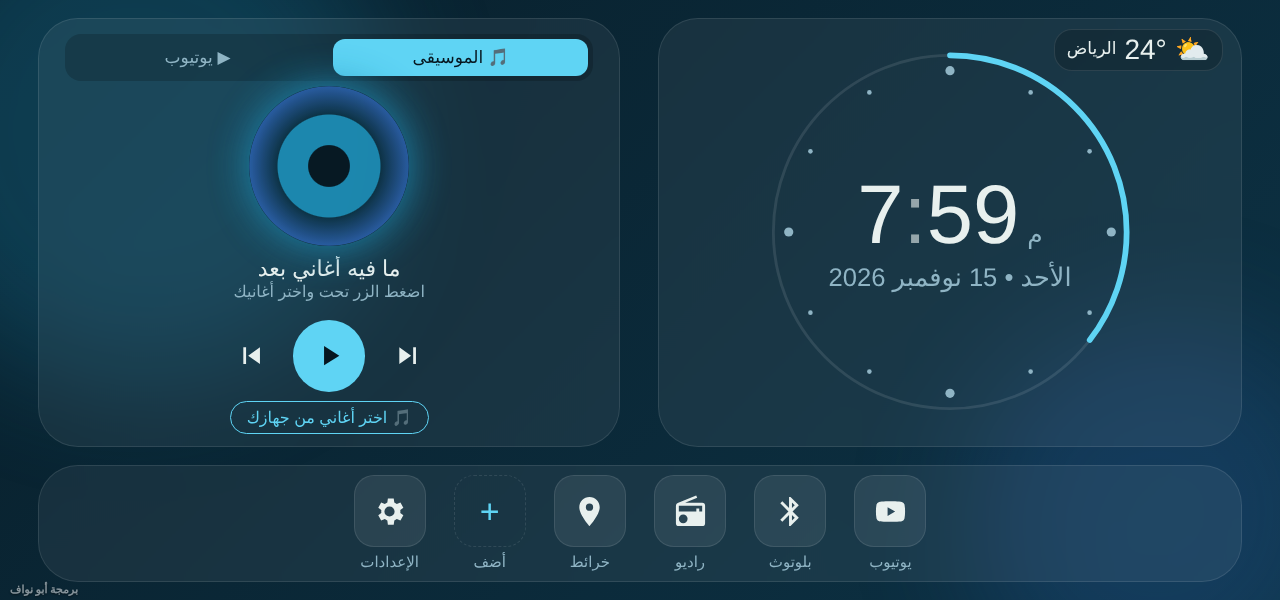 الرياض 24°
7:59 م
الأحد • 15 نوفمبر 2026
الموسيقى
يوتيوب
ما فيه أغاني بعد
اضغط الزر تحت واختر أغانيك
اختر أغاني من جهازك
يوتيوب
بلوتوث
راديو
خرائط
+
أضف
الإعدادات
برمجة أبو نواف